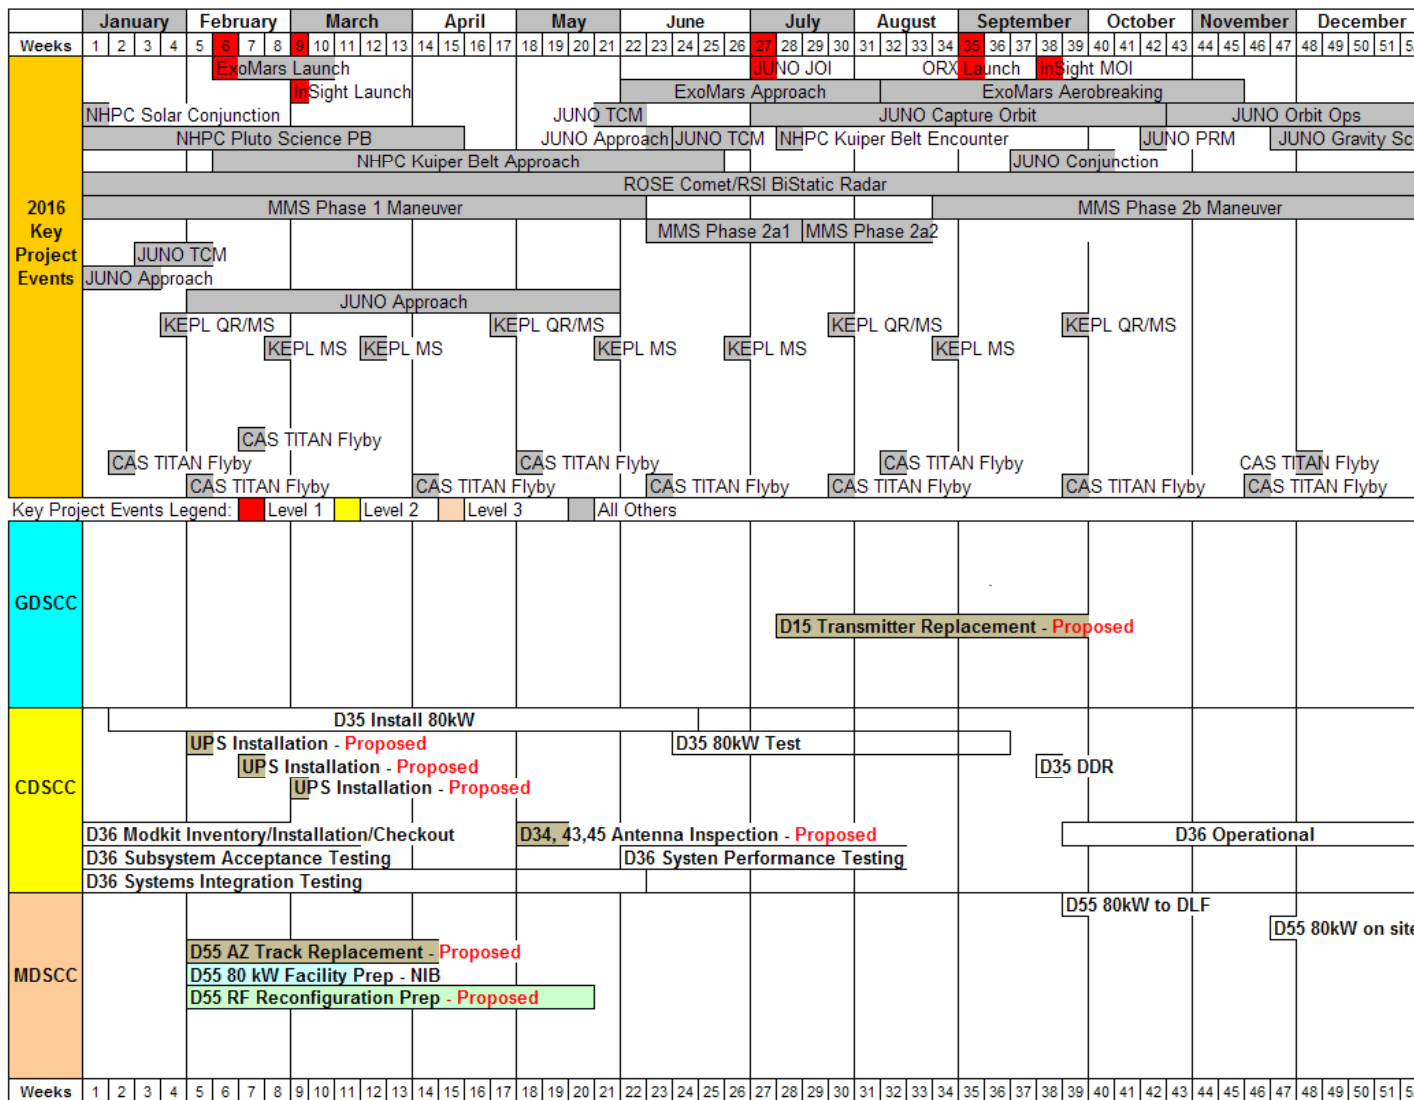 January February March April May June July August September October November December
Weeks 1 2 3 4 5 6 7 8 9 10 11 12 13 14 15 16 17 18 19 20 21 22 23 24 25 26 27 28 29 30 31 32 33 34 35 36 37 38 39 40 41 42 43 44 45 46 47 48 49 50 51
2016 Key Project Events
ExoMars Launch JUNO JOI ORX Launch InSight MOI
InSight Launch ExoMars Approach ExoMars Aerobreaking
NHPC Solar Conjunction JUNO TCM JUNO Capture Orbit JUNO Orbit Ops
NHPC Pluto Science PB JUNO Approach JUNO TCM NHPC Kuiper Belt Encounter JUNO PRM JUNO Gravity Sc
NHPC Kuiper Belt Approach JUNO Conjunction
ROSE Comet/RSI BiStatic Radar
MMS Phase 1 Maneuver MMS Phase 2b Maneuver
MMS Phase 2a1 MMS Phase 2a2
JUNO TCM
JUNO Approach
JUNO Approach
KEPL QR/MS KEPL QR/MS KEPL QR/MS KEPL QR/MS
KEPL MS KEPL MS KEPL MS KEPL MS KEPL MS
CAS TITAN Flyby
CAS TITAN Flyby CAS TITAN Flyby CAS TITAN Flyby CAS TITAN Flyby
CAS TITAN Flyby CAS TITAN Flyby CAS TITAN Flyby CAS TITAN Flyby CAS TITAN Flyby CAS TITAN Flyby
Key Project Events Legend: Level 1 Level 2 Level 3 All Others
GDSCC
D15 Transmitter Replacement - Proposed
CDSCC
D35 Install 80kW
UPS Installation - Proposed D35 80kW Test
UPS Installation - Proposed D35 DDR
UPS Installation - Proposed
D36 Modkit Inventory/Installation/Checkout D34, 43,45 Antenna Inspection - Proposed D36 Operational
D36 Subsystem Acceptance Testing D36 Systen Performance Testing
D36 Systems Integration Testing
MDSCC
D55 80kW to DLF
D55 80kW on site
D55 AZ Track Replacement - Proposed
D55 80 kW Facility Prep - NIB
D55 RF Reconfiguration Prep - Proposed
Weeks 1 2 3 4 5 6 7 8 9 10 11 12 13 14 15 16 17 18 19 20 21 22 23 24 25 26 27 28 29 30 31 32 33 34 35 36 37 38 39 40 41 42 43 44 45 46 47 48 49 50 51